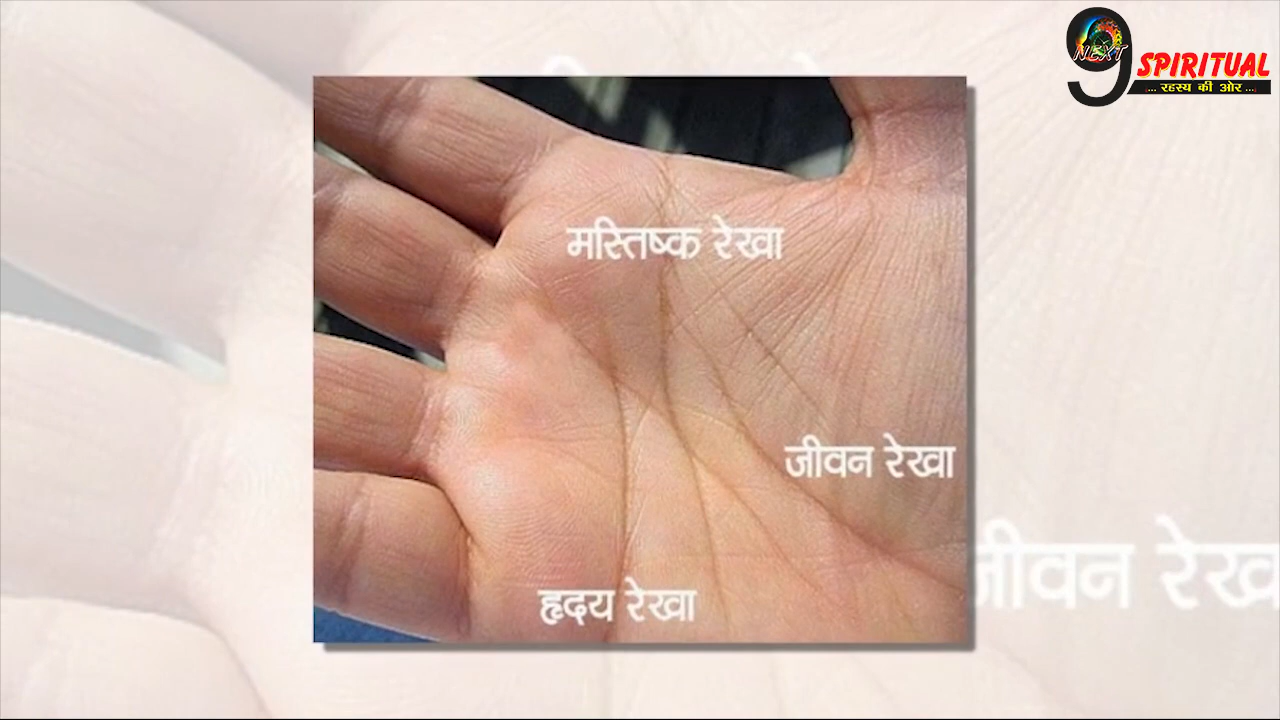 9
NEXT
SPIRITUAL
... रहस्य की ओर ...
मस्तिष्क रेखा
जीवन रेखा
हृदय रेखा
जीवन रेख